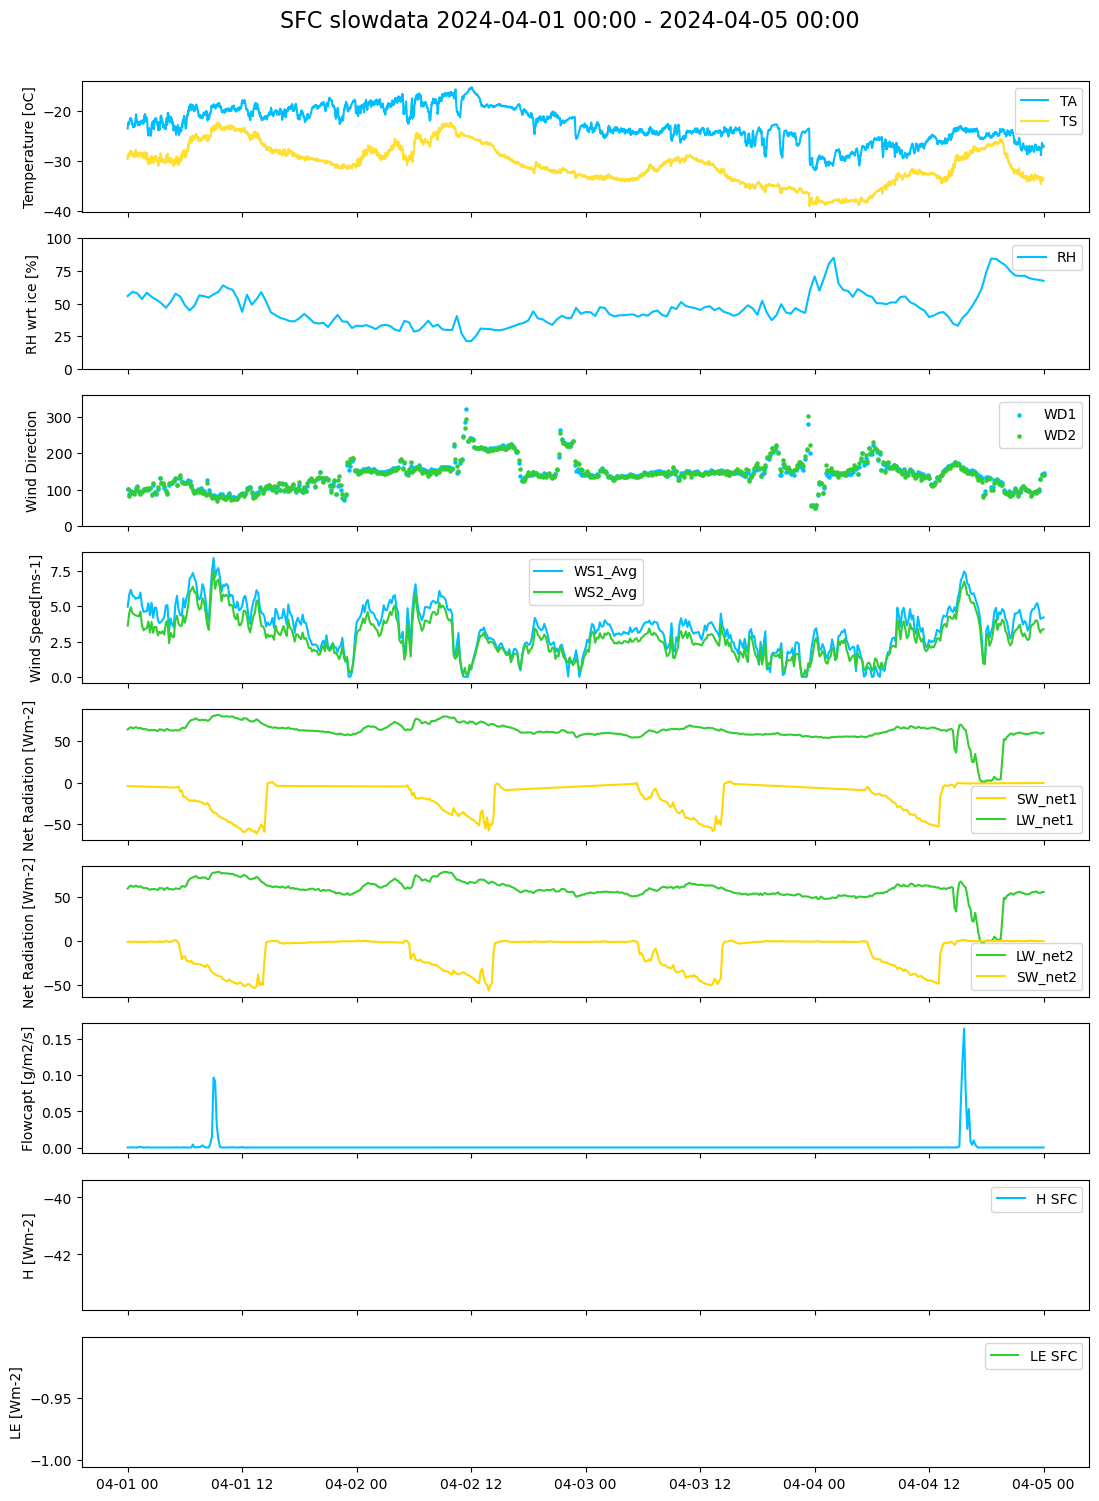 SFC slowdata 2024-04-01 00:00 - 2024-04-05 00:00
Temperature [oC]
−20
−30
−40
TA
TS
RH wrt ice [%]
100
75
50
25
0
RH
Wind Direction
300
200
100
0
WD1
WD2
Wind Speed[ms-1]
7.5
5.0
2.5
0.0
WS1_Avg
WS2_Avg
Net Radiation [Wm-2]
50
0
−50
SW_net1
LW_net1
Net Radiation [Wm-2]
50
0
−50
LW_net2
SW_net2
Flowcapt [g/m2/s]
0.15
0.10
0.05
0.00
H [Wm-2]
−40
−42
H SFC
LE [Wm-2]
−0.95
−1.00
LE SFC
04-01 00 04-01 12 04-02 00 04-02 12 04-03 00 04-03 12 04-04 00 04-04 12 04-05 00